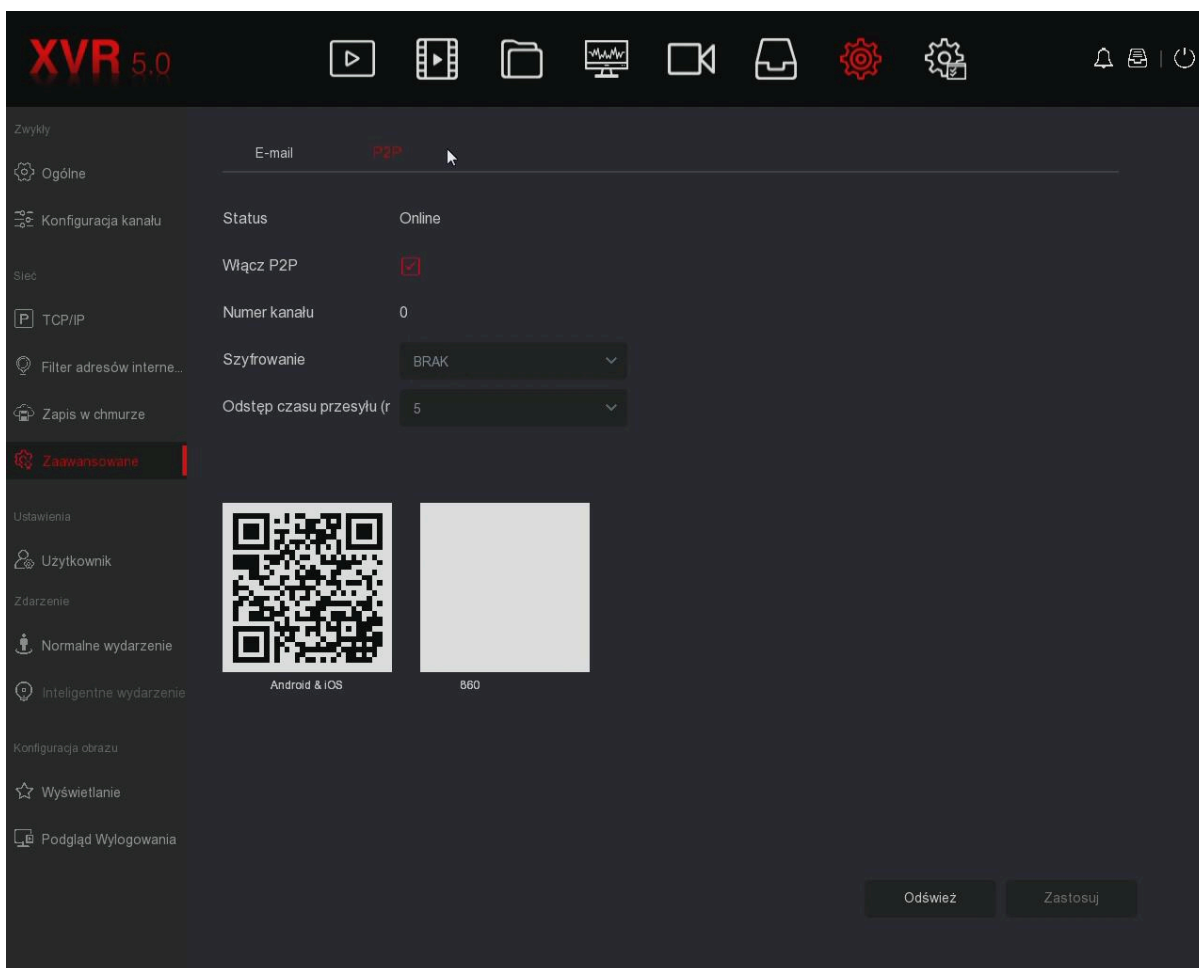 XVR 5.0
Zwykły
Ogólne
Konfiguracja kanału
Sieć
TCP/IP
Filter adresów interne...
Zapis w chmurze
Zaawansowane
Ustawienia
Użytkownik
Zdarzenie
Normalne wydarzenie
Inteligentne wydarzenie
Konfiguracja obrazu
Wyświetlanie
Podgląd Wylogowania
E-mail P2P
Status Online
Włącz P2P
Numer kanału 0
Szyfrowanie BRAK
Odstęp czasu przesyłu (r 5
Android & iOS 860
Odśwież Zastosuj